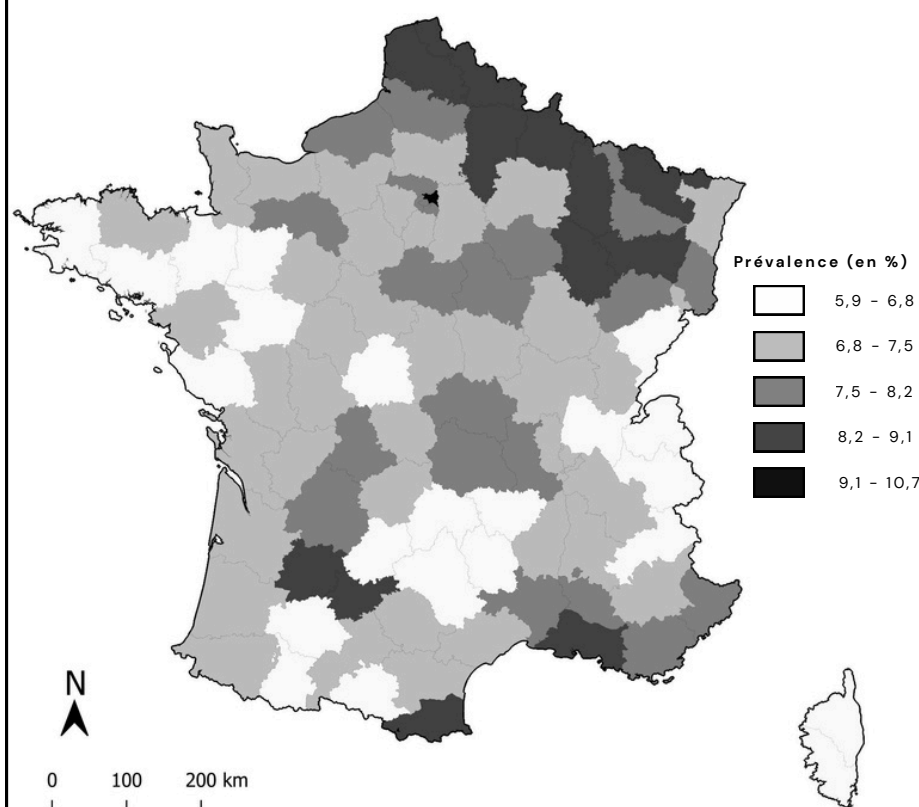 Prévalence (en %)
5,9 - 6,8
6,8 - 7,5
7,5 - 8,2
8,2 - 9,1
9,1 - 10,7
N
0 100 200 km